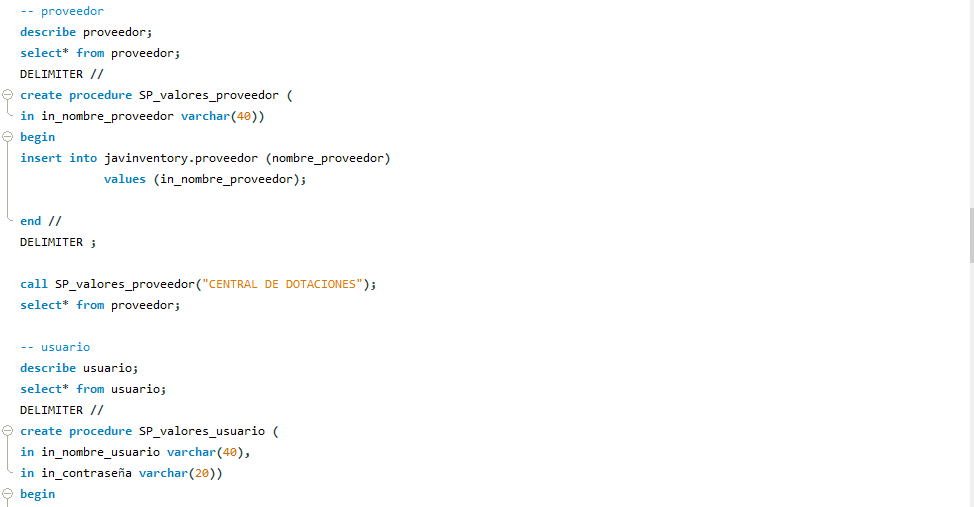 -- proveedor
describe proveedor;
select* from proveedor;
DELIMITER //
create procedure SP_valores_proveedor (
in in_nombre_proveedor varchar(40))
begin
insert into javinventory.proveedor (nombre_proveedor)
values (in_nombre_proveedor);
end //
DELIMITER ;
call SP_valores_proveedor("CENTRAL DE DOTACIONES");
select* from proveedor;
-- usuario
describe usuario;
select* from usuario;
DELIMITER //
create procedure SP_valores_usuario (
in in_nombre_usuario varchar(40),
in in_contraseña varchar(20))
begin